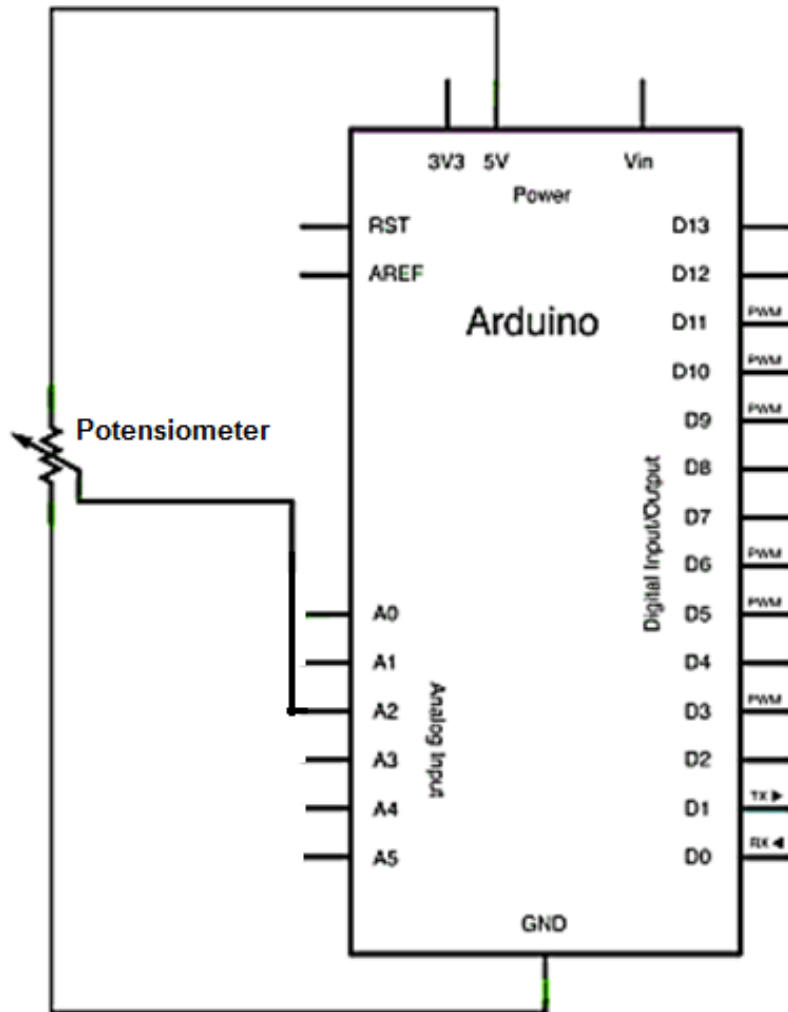 3V3 5V Vin
Power
RST D13
AREF D12
Arduino D11 PWM
D10 PWM
Potensiometer D9 PWM
D8
D7
D6 PWM
A0 D5 PWM
A1 D4
A2 D3 PWM
A3 D2
A4 D1 TX ▶
A5 D0 RX ◀
Analog Input
Digital Input/Output
GND